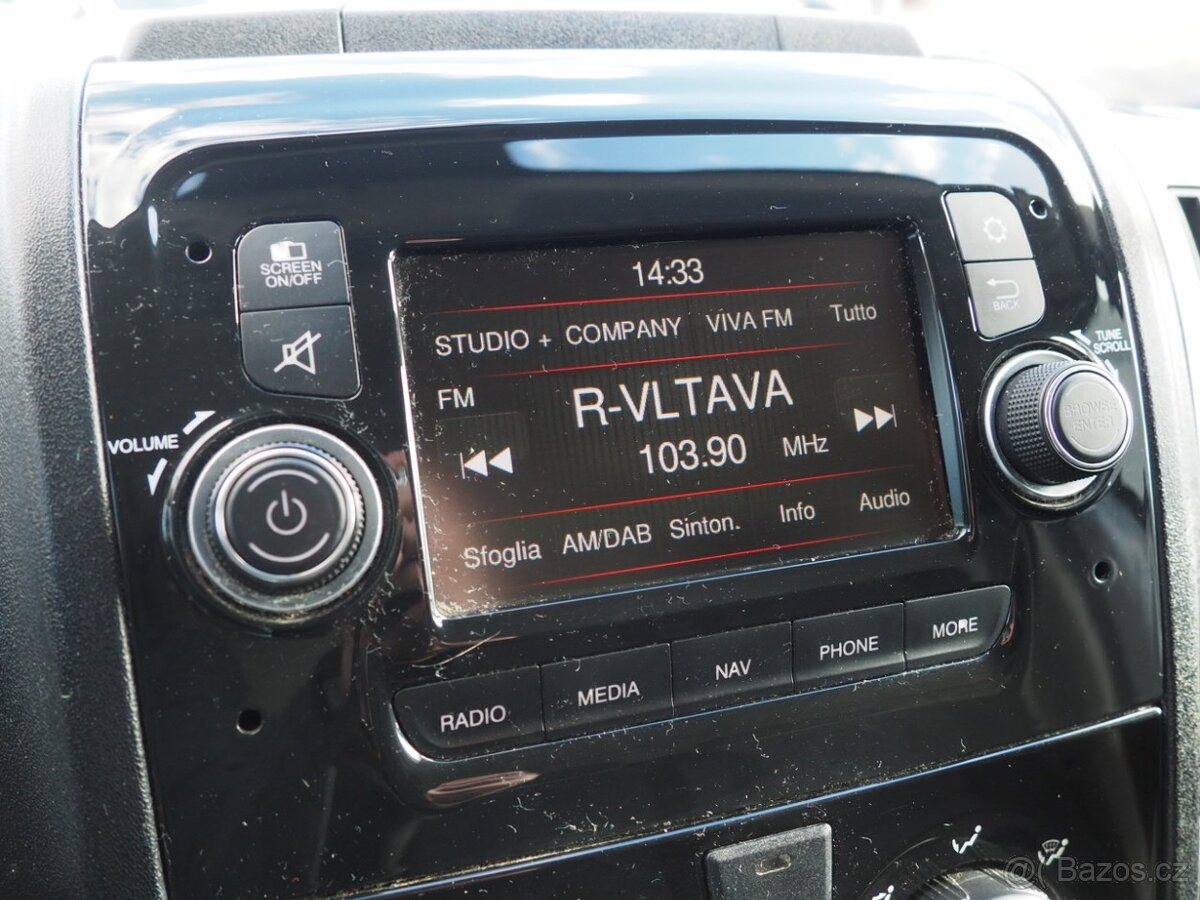 14:33
SCREEN
ON/OFF
BACK
TUNE
SCROLL
STUDIO + COMPANY VIVA FM Tutto
FM
R-VLTAVA
103.90 MHz
BROWSE
ENTER
VOLUME
Sfoglia AM/DAB Sinton. Info Audio
RADIO MEDIA NAV PHONE MORE
@ Bazos.cz